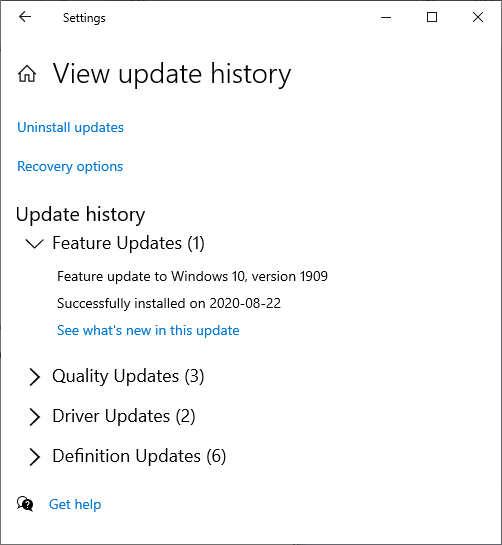 Settings
View update history
Uninstall updates
Recovery options
Update history
Feature Updates (1)
Feature update to Windows 10, version 1909
Successfully installed on 2020-08-22
See what's new in this update
Quality Updates (3)
Driver Updates (2)
Definition Updates (6)
Get help